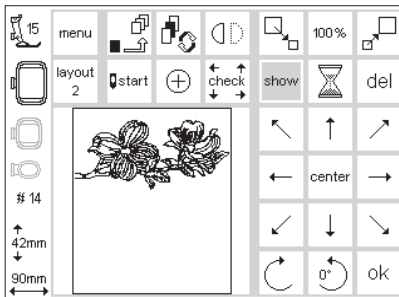 15 menu 100%
layout
2
start check show del
center
# 14
42mm
90mm 0° ok